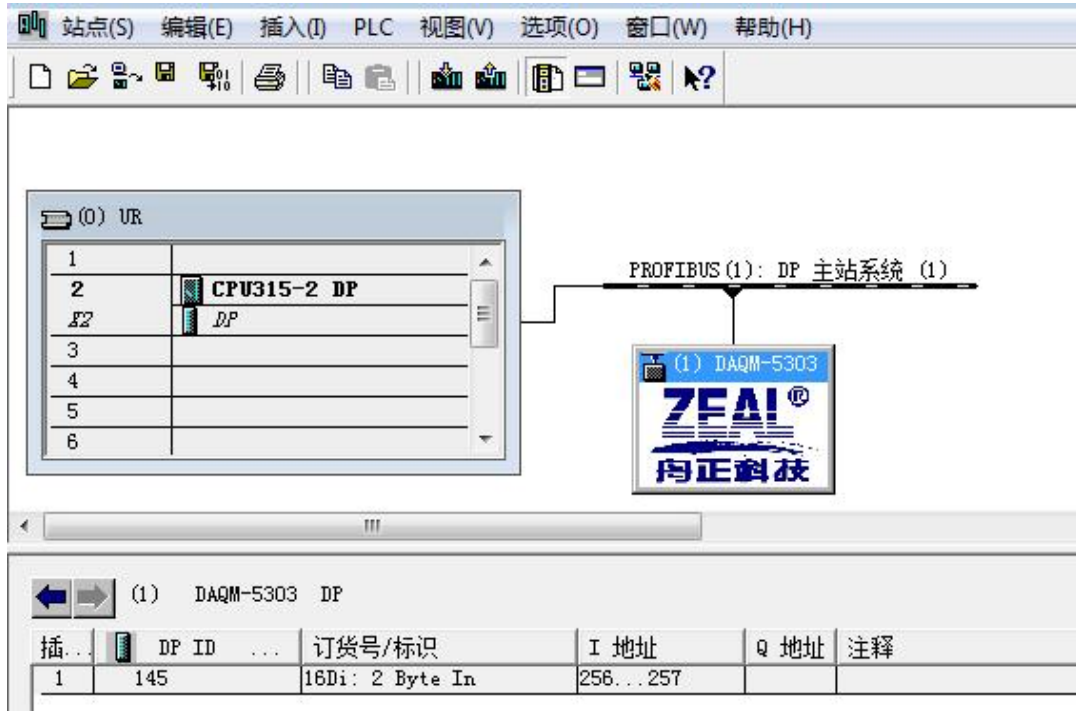 站点(S) 编辑(E) 插入(I) PLC 视图(V) 选项(O) 窗口(W) 帮助(H)
(0) UR
1
2 CPU315-2 DP
X2 DP
3
4
5
6
PROFIBUS(1): DP 主站系统 (1)
(1) DAQM-5303
ZEAL®
舟正科技
(1) DAQM-5303 DP
插... DP ID ... 订货号/标识 I 地址 Q 地址 注释
1 145 16Di: 2 Byte In 256...257